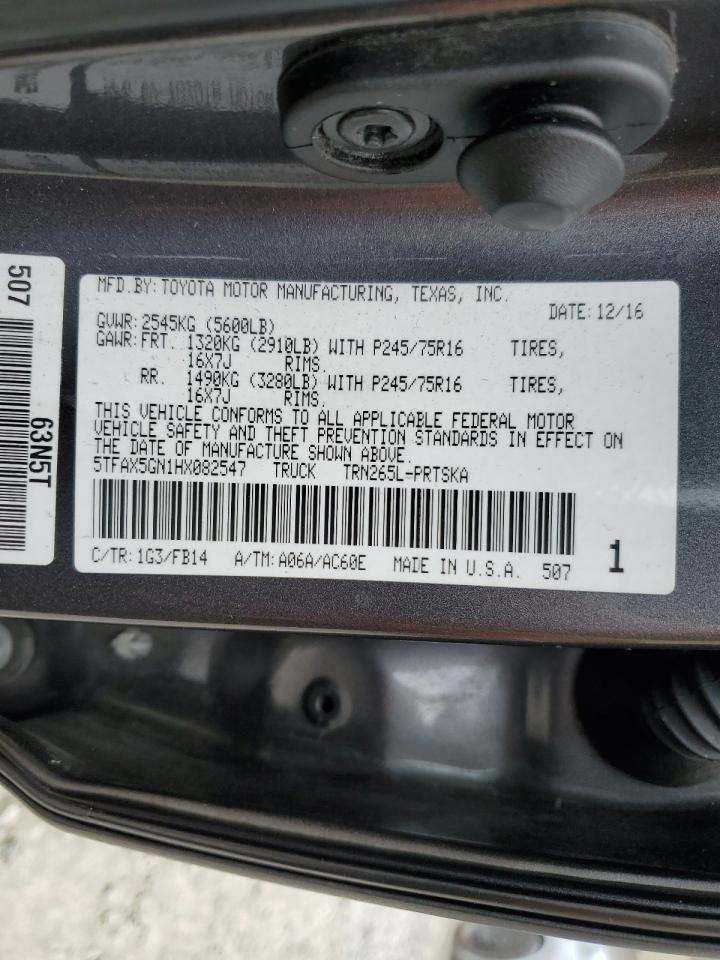 MFD.BY:TOYOTA MOTOR MANUFACTURING, TEXAS, INC.
DATE:12/16
GVWR:2545KG (5600LB)
GAWR:FRT. 1320KG (2910LB) WITH P245/75R16 TIRES,
16X7J RIMS.
RR. 1490KG (3280LB) WITH P245/75R16 TIRES,
16X7J RIMS.
THIS VEHICLE CONFORMS TO ALL APPLICABLE FEDERAL MOTOR
VEHICLE SAFETY AND THEFT PREVENTION STANDARDS IN EFFECT ON
THE DATE OF MANUFACTURE SHOWN ABOVE.
5TFAX5GN1HX082547 TRUCK TRN265L-PRTSKA
C/TR:1G3/FB14 A/TM:A06A/AC60E MADE IN U.S.A. 507 1
507
63N5T